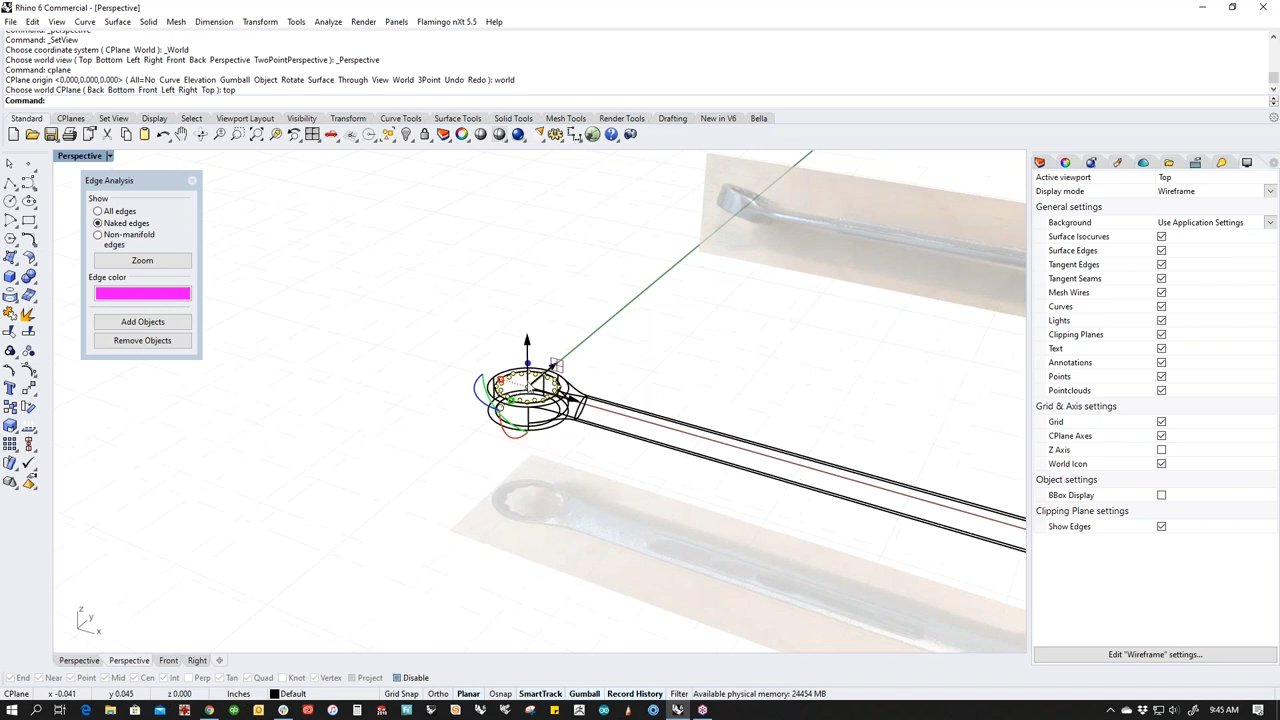 Rhino 6 Commercial - [Perspective]
File Edit View Curve Surface Solid Mesh Dimension Transform Tools Analyze Render Panels Flamingo nXt 5.5 Help
Command: _perspective
Command: _SetView
Choose coordinate system ( CPlane World ): _World
Choose world view ( Top Bottom Left Right Front Back Perspective TwoPointPerspective ): _Perspective
Command: cplane
CPlane origin <0.000,0.000,0.000> ( All=No Curve Elevation Gumball Object Rotate Surface Through View World 3Point Undo Redo ): world
Choose world CPlane ( Back Bottom Front Left Right Top ): top
Command:
Standard CPlanes Set View Display Select Viewport Layout Visibility Transform Curve Tools Surface Tools Solid Tools Mesh Tools Render Tools Drafting New in V6 Bella
Perspective
Edge Analysis
Show
All edges
Naked edges
Non-manifold
edges
Zoom
Edge color
Add Objects
Remove Objects
z
y
x
Active viewport Top
Display mode Wireframe
General settings
Background Use Application Settings
Surface Isocurves
Surface Edges
Tangent Edges
Tangent Seams
Mesh Wires
Curves
Lights
Clipping Planes
Text
Annotations
Points
Pointclouds
Grid & Axis settings
Grid
CPlane Axes
Z Axis
World Icon
Object settings
BBox Display
Clipping Plane settings
Show Edges
Edit "Wireframe" settings...
Perspective Perspective Front Right
End Near Point Mid Cen Int Perp Tan Quad Knot Vertex Project Disable
CPlane x -0.041 y 0.045 z 0.000 Inches Default Grid Snap Ortho Planar Osnap SmartTrack Gumball Record History Filter Available physical memory: 24454 MB
9:45 AM